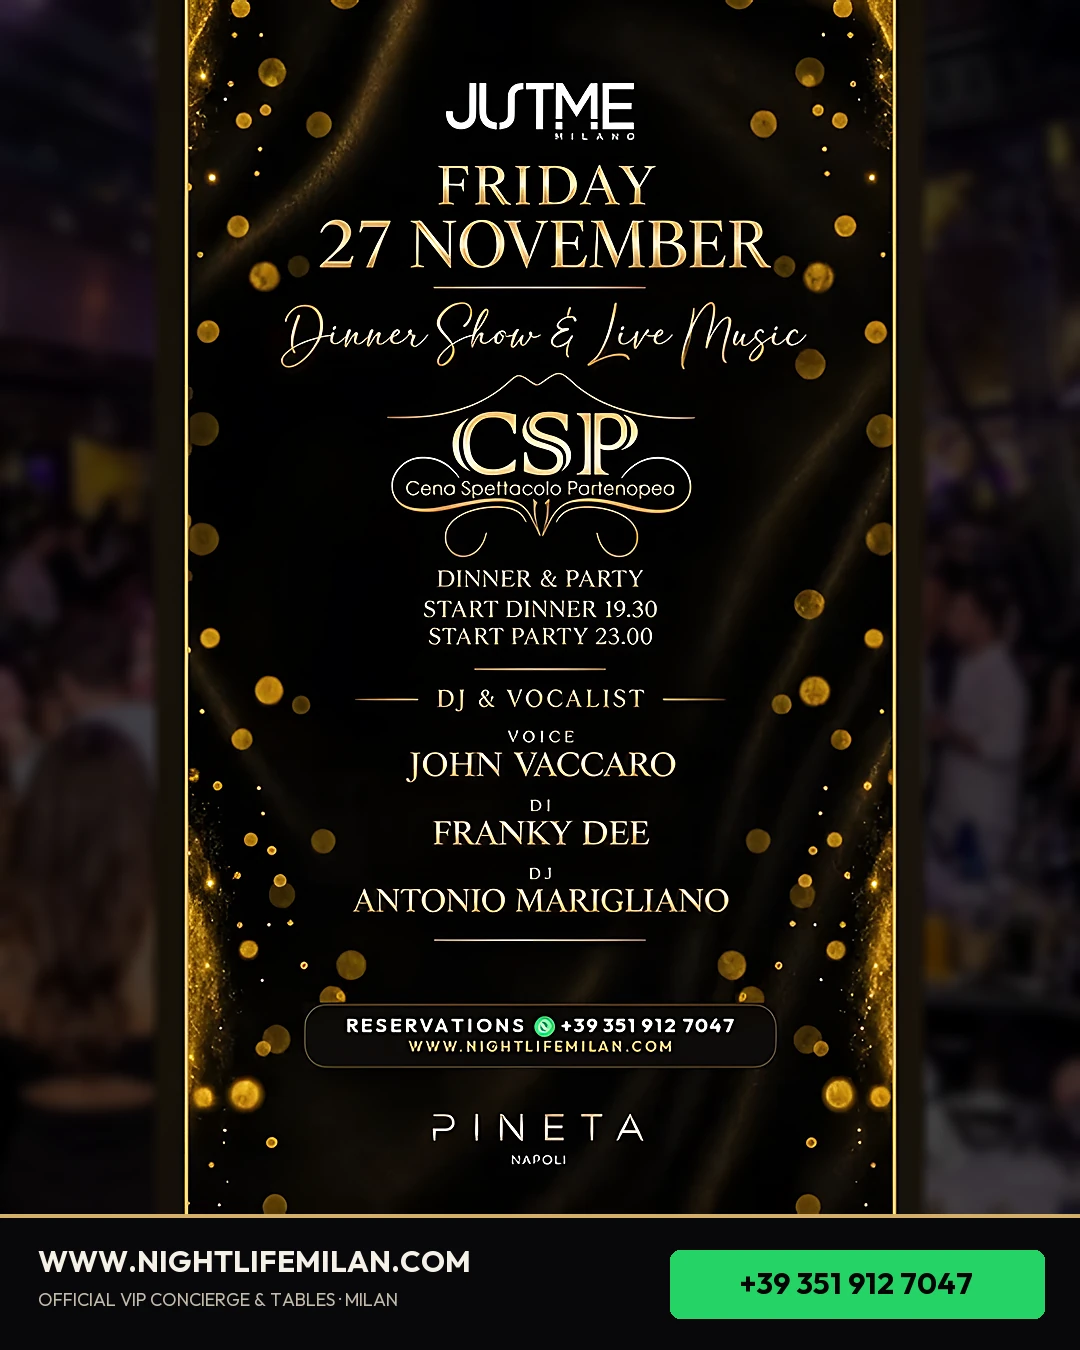 JUSTME
MILANO
FRIDAY
27 NOVEMBER
Dinner Show & Live Music
CSP
Cena Spettacolo Partenopea
DINNER & PARTY
START DINNER 19.30
START PARTY 23.00
DJ & VOCALIST
VOICE
JOHN VACCARO
DI
FRANKY DEE
DJ
ANTONIO MARIGLIANO
RESERVATIONS +39 351 912 7047
WWW.NIGHTLIFEMILAN.COM
PINETA
NAPOLI
WWW.NIGHTLIFEMILAN.COM
OFFICIAL VIP CONCIERGE & TABLES · MILAN
+39 351 912 7047